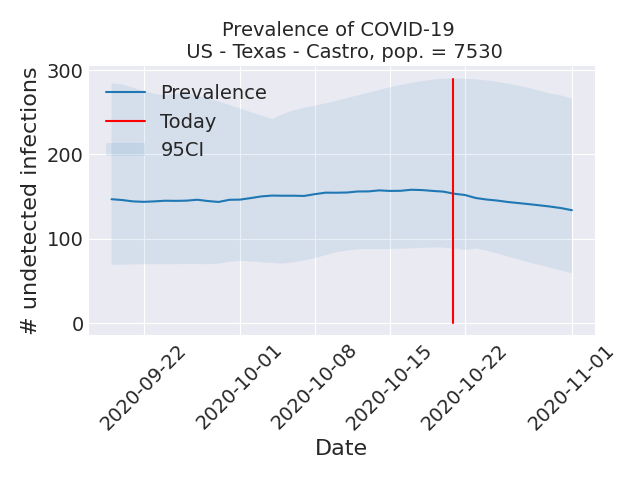 Prevalence of COVID-19
US - Texas - Castro, pop. = 7530
# undetected infections
300
200
100
0
Prevalence
Today
95CI
2020-09-22
2020-10-01
2020-10-08
2020-10-15
2020-10-22
2020-11-01
Date